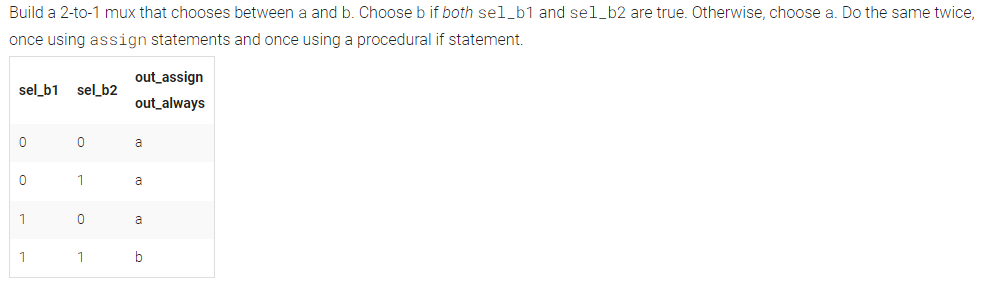 Build a 2-to-1 mux that chooses between a and b. Choose b if both sel_b1 and sel_b2 are true. Otherwise, choose a. Do the same twice,
once using assign statements and once using a procedural if statement.
sel_b1 sel_b2 out_assign
out_always
0 0 a
0 1 a
1 0 a
1 1 b